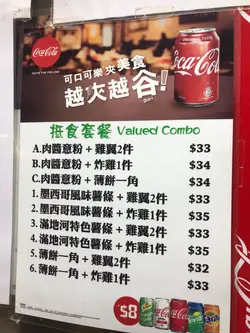 Coca-Cola
TASTE THE FEELING
Coca-Cola
可口可樂 夾美食
越夾越谷!
抵食套餐 Valued Combo
A.肉醬意粉 + 雞翼2件 $33
B.肉醬意粉 + 炸雞1件 $34
C.肉醬意粉 + 薄餅一角 $34
1. 墨西哥風味薯條 + 雞翼2件 $33
2. 墨西哥風味薯條 + 炸雞1件 $35
3. 滿地河特色薯條 + 雞翼2件 $33
4. 滿地河特色薯條 + 炸雞1件 $35
5. 薄餅一角 + 雞翼2件 $32
6. 薄餅一角 + 炸雞1件 $33
$8
Coca-Cola
Fanta